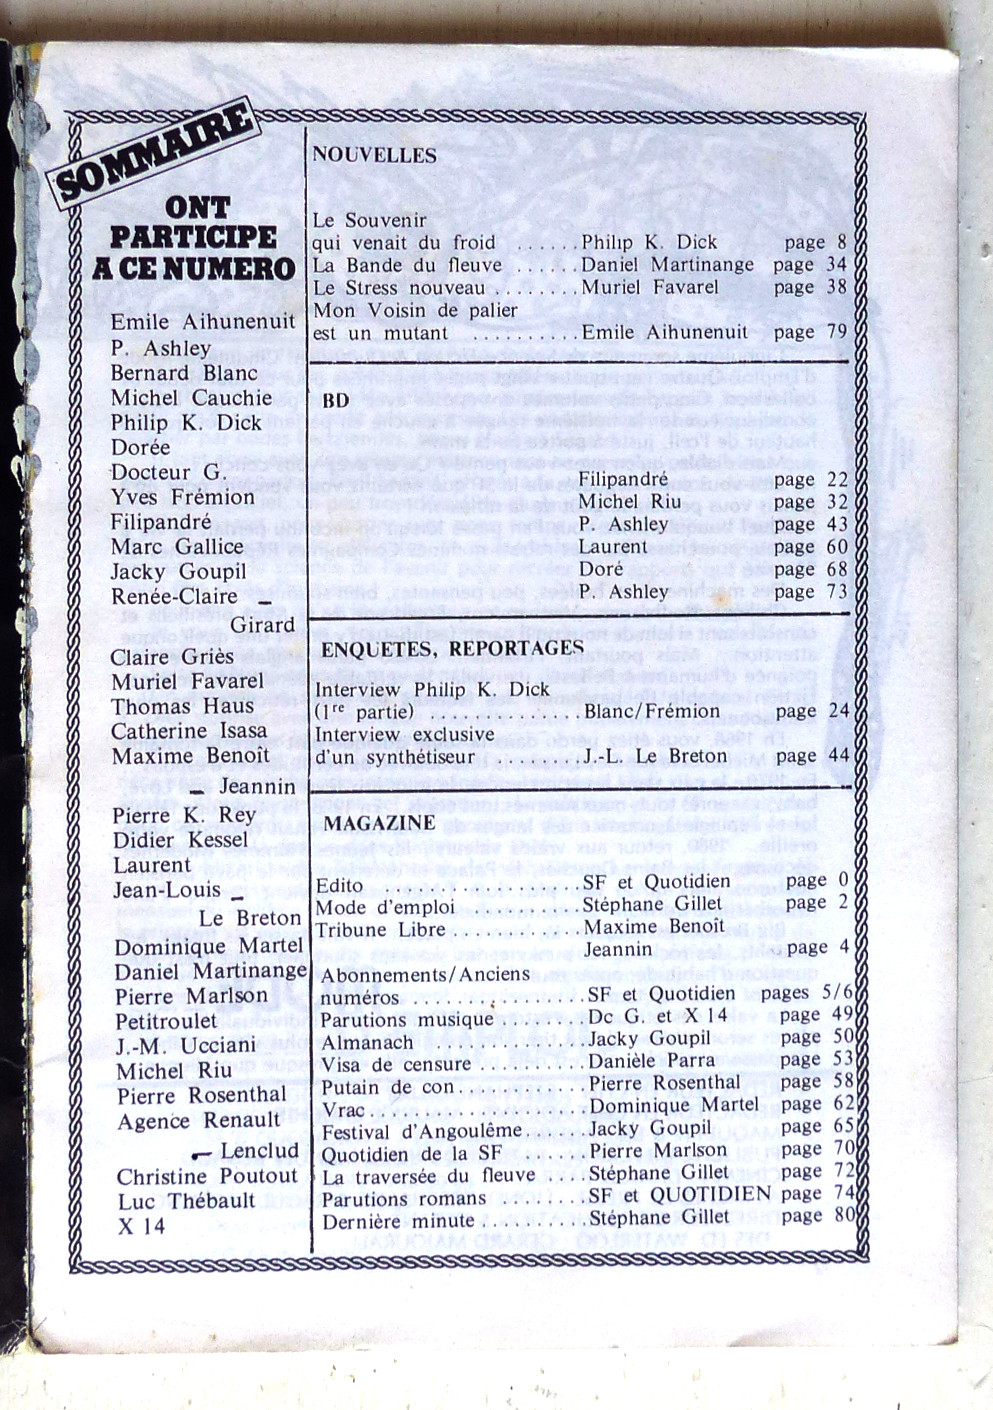 SOMMAIRE
ONT
PARTICIPE
A CE NUMERO
Emile Aihunenuit
P. Ashley
Bernard Blanc
Michel Cauchie
Philip K. Dick
Dorée
Docteur G.
Yves Frémion
Filipandré
Marc Gallice
Jacky Goupil
Renée-Claire –
Girard
Claire Griès
Muriel Favarel
Thomas Haus
Catherine Isasa
Maxime Benoît
– Jeannin
Pierre K. Rey
Didier Kessel
Laurent
Jean-Louis –
Le Breton
Dominique Martel
Daniel Martinange
Pierre Marlson
Petitroulet
J.-M. Ucciani
Michel Riu
Pierre Rosenthal
Agence Renault
– Lenclud
Christine Poutout
Luc Thébault
X 14
NOUVELLES
Le Souvenir
qui venait du froid ...... Philip K. Dick page 8
La Bande du fleuve ...... Daniel Martinange page 34
Le Stress nouveau ........ Muriel Favarel page 38
Mon Voisin de palier
est un mutant .......... Emile Aihunenuit page 79
BD
Filipandré page 22
Michel Riu page 32
P. Ashley page 43
Laurent page 60
Doré page 68
P. Ashley page 73
ENQUETES, REPORTAGES
Interview Philip K. Dick
(1re partie) .............. Blanc/Frémion page 24
Interview exclusive
d'un synthétiseur ........ J.-L. Le Breton page 44
MAGAZINE
Edito .................. SF et Quotidien page 0
Mode d'emploi .......... Stéphane Gillet page 2
Tribune Libre ........... Maxime Benoît
Jeannin page 4
Abonnements/Anciens
numéros ............... SF et Quotidien pages 5/6
Parutions musique ........ Dc G. et X 14 page 49
Almanach .............. Jacky Goupil page 50
Visa de censure .......... Danièle Parra page 53
Putain de con ........... Pierre Rosenthal page 58
Vrac .................. Dominique Martel page 62
Festival d'Angoulême ..... Jacky Goupil page 65
Quotidien de la SF ....... Pierre Marlson page 70
La traversée du fleuve .... Stéphane Gillet page 72
Parutions romans ........ SF et QUOTIDIEN page 74
Dernière minute .......... Stéphane Gillet page 80